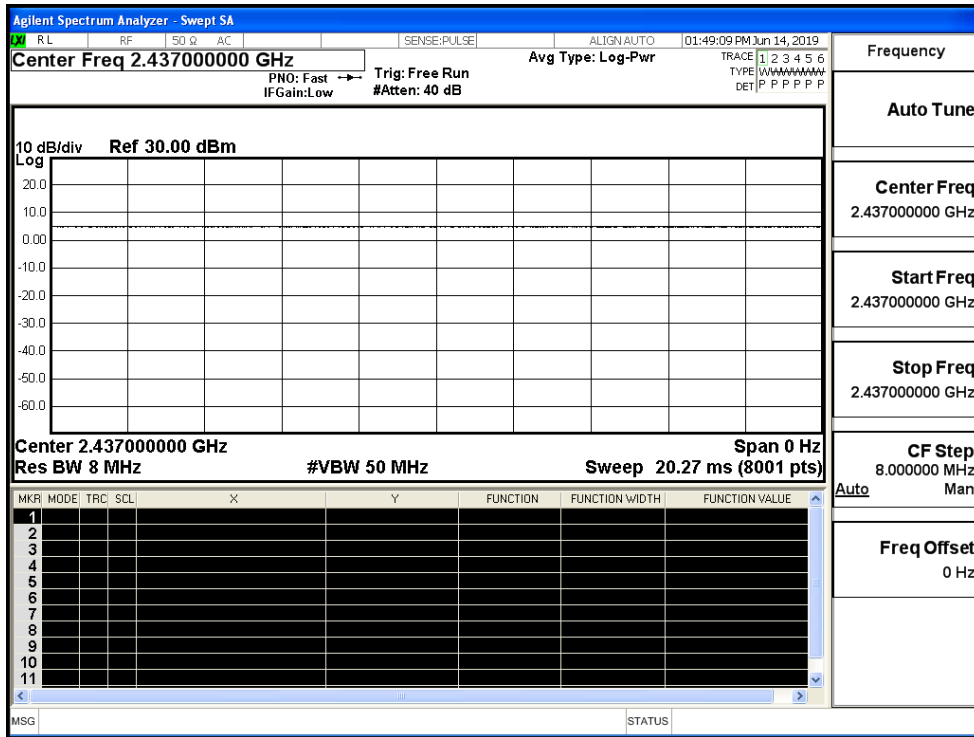 Agilent Spectrum Analyzer - Swept SA
LXI RL RF 50 Ω AC SENSE:PULSE ALIGN AUTO 01:49:09 PM Jun 14, 2019
Center Freq 2.437000000 GHz
PNO: Fast
IFGain:Low
Trig: Free Run
#Atten: 40 dB
Avg Type: Log-Pwr
TRACE 1 2 3 4 5 6
TYPE WWWWWW
DET P P P P P P
10 dB/div Ref 30.00 dBm
Log
20.0
10.0
0.00
-10.0
-20.0
-30.0
-40.0
-50.0
-60.0
Center 2.437000000 GHz Span 0 Hz
Res BW 8 MHz #VBW 50 MHz Sweep 20.27 ms (8001 pts)
MKR MODE TRC SCL X Y FUNCTION FUNCTION WIDTH FUNCTION VALUE
1
2
3
4
5
6
7
8
9
10
11
MSG STATUS
Frequency
Auto Tune
Center Freq
2.437000000 GHz
Start Freq
2.437000000 GHz
Stop Freq
2.437000000 GHz
CF Step
8.000000 MHz
Auto Man
Freq Offset
0 Hz